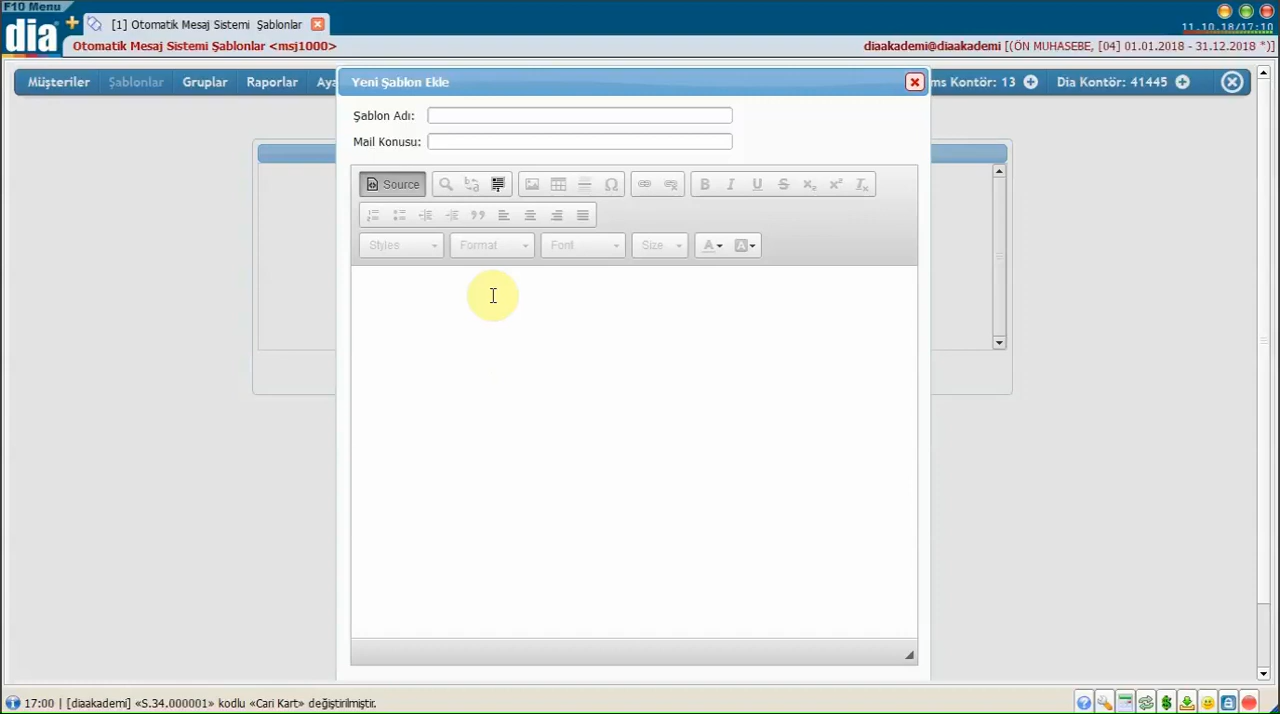 F10 Menu
dia
[1] Otomatik Mesaj Sistemi Şablonlar
11.10.18/17:10
Otomatik Mesaj Sistemi Şablonlar <msj1000>
diaakademi@diaakademi [(ÖN MUHASEBE, [04] 01.01.2018 - 31.12.2018 *)]
Müşteriler Şablonlar Gruplar Raporlar Aya
Yeni Şablon Ekle
ms Kontör: 13
Dia Kontör: 41445
Şablon Adı:
Mail Konusu:
Source
Styles Format Font Size
17:00 | [diaakademi] «S.34.000001» kodlu «Cari Kart» değiştirilmiştir.